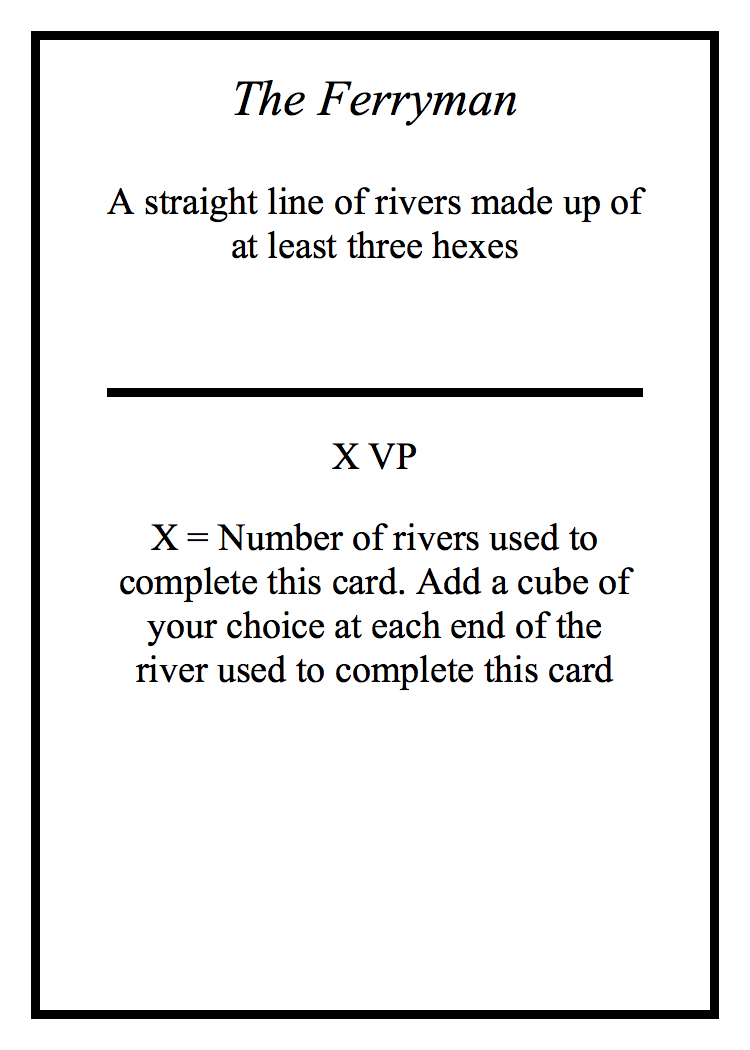 The Ferryman
A straight line of rivers made up of
at least three hexes
X VP
X = Number of rivers used to
complete this card. Add a cube of
your choice at each end of the
river used to complete this card